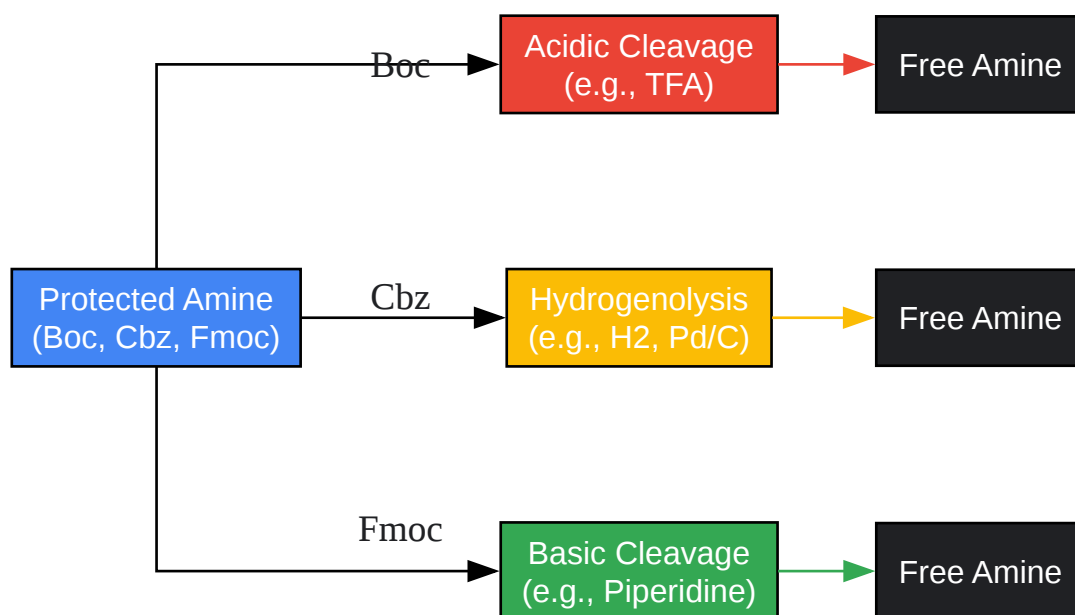 Boc
Acidic Cleavage
(e.g., TFA)
Free Amine
Protected Amine
(Boc, Cbz, Fmoc)
Cbz
Hydrogenolysis
(e.g., H2, Pd/C)
Free Amine
Fmoc
Basic Cleavage
(e.g., Piperidine)
Free Amine